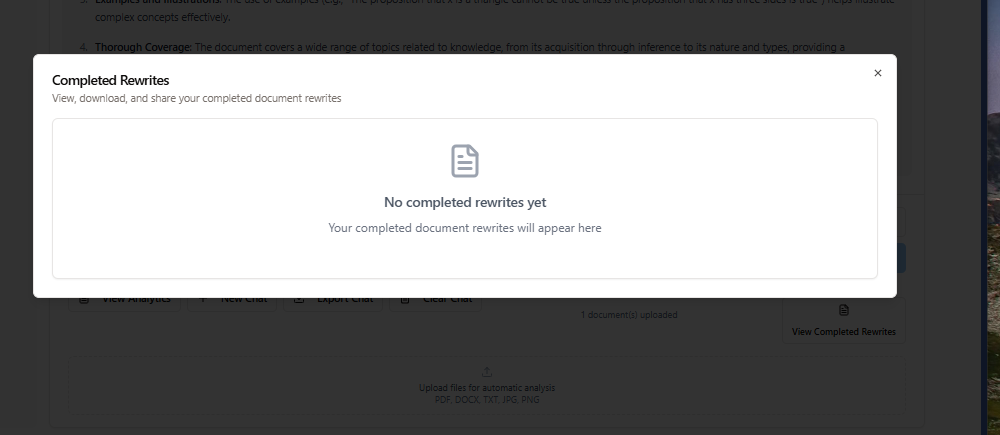 3. Examples and Illustrations: The use of examples (e.g., "The proposition that x is a triangle cannot be true unless the proposition that x has three sides is true") helps illustrate
complex concepts effectively.
4. Thorough Coverage: The document covers a wide range of topics related to knowledge, from its acquisition through inference to its nature and types, providing a
Completed Rewrites
View, download, and share your completed document rewrites
No completed rewrites yet
Your completed document rewrites will appear here
View Analytics New Chat Export Chat Clear Chat
1 document(s) uploaded
View Completed Rewrites
Upload files for automatic analysis
PDF, DOCX, TXT, JPG, PNG